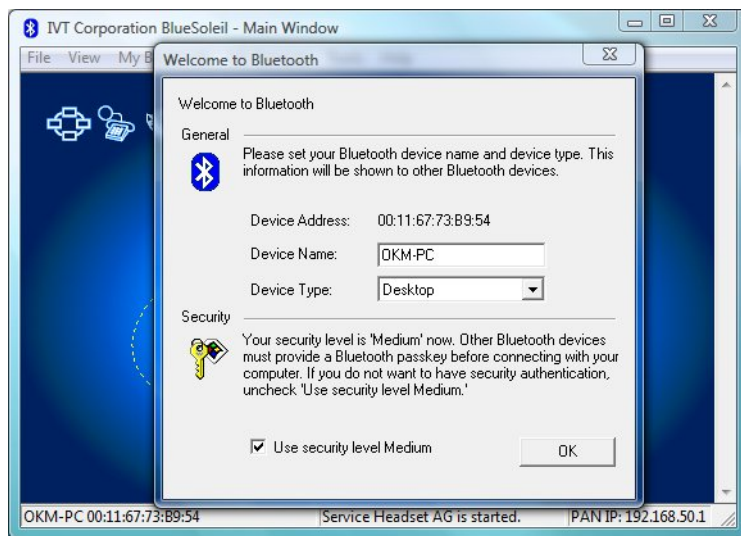 IVT Corporation BlueSoleil - Main Window
File View My B
Welcome to Bluetooth
Welcome to Bluetooth
General
Please set your Bluetooth device name and device type. This
information will be shown to other Bluetooth devices.
Device Address: 00:11:67:73:B9:54
Device Name: OKM-PC
Device Type: Desktop
Security
Your security level is 'Medium' now. Other Bluetooth devices
must provide a Bluetooth passkey before connecting with your
computer. If you do not want to have security authentication,
uncheck 'Use security level Medium.'
Use security level Medium
OK
OKM-PC 00:11:67:73:B9:54 Service Headset AG is started. PAN IP: 192.168.50.1